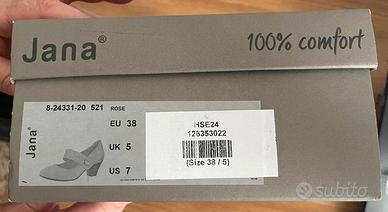 Jana®
100% comfort
8-24331-20 521 ROSE
EU 38
UK 5
US 7
Jana®
HSE24
126353022
(Size 38 / 5)
subito